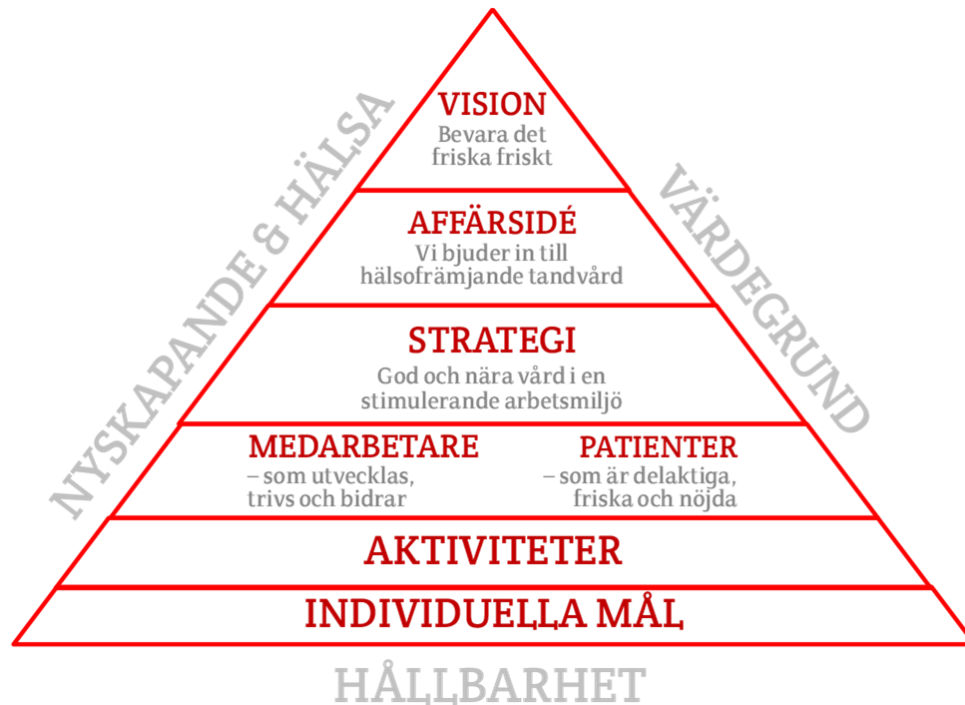 NYSKAPANDE & HÄLSA
VÄRDEGRUND
VISION
Bevara det
friska friskt
AFFÄRSIDÉ
Vi bjuder in till
hälsofrämjande tandvård
STRATEGI
God och nära vård i en
stimulerande arbetsmiljö
MEDARBETARE
– som utvecklas,
trivs och bidrar
PATIENTER
– som är delaktiga,
friska och nöjda
AKTIVITETER
INDIVIDUELLA MÅL
HÅLLBARHET